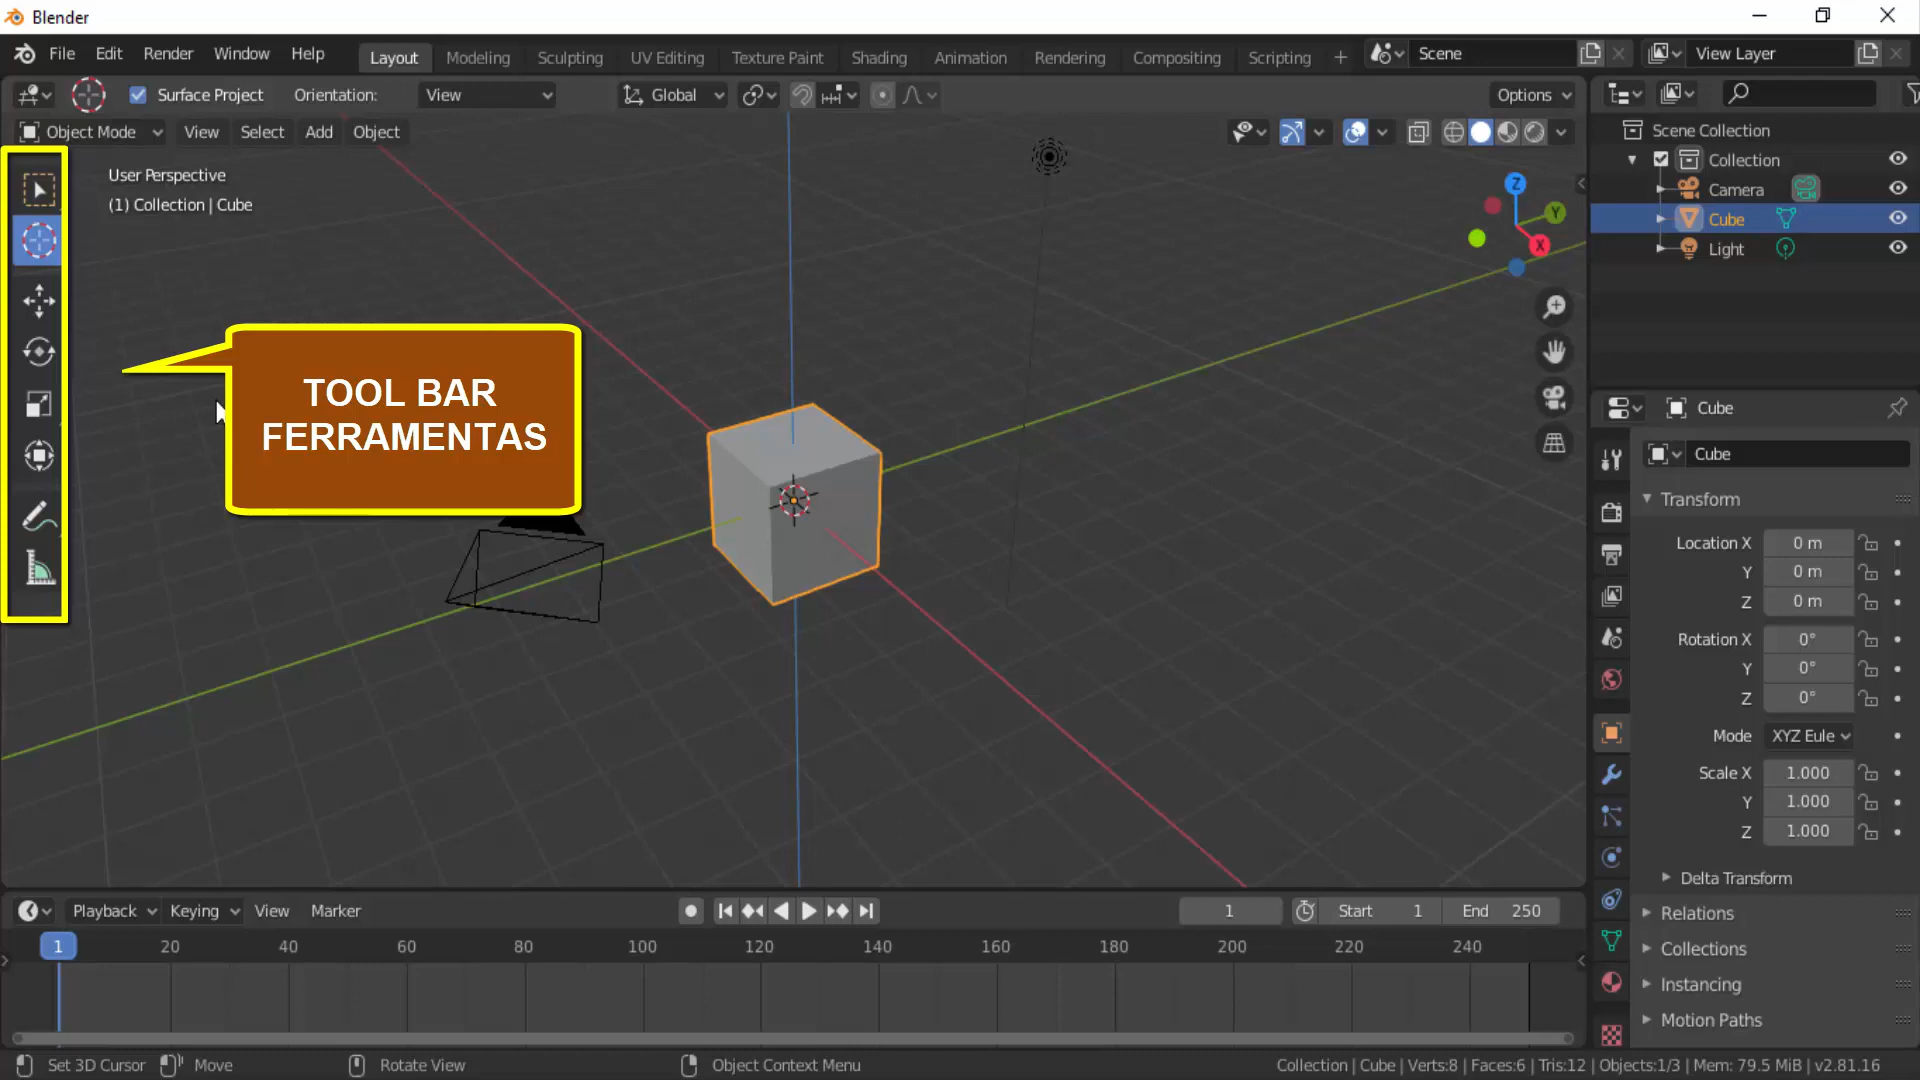 Blender
File Edit Render Window Help Layout Modeling Sculpting UV Editing Texture Paint Shading Animation Rendering Compositing Scripting + Scene View Layer
Surface Project Orientation: View Global Options
Object Mode View Select Add Object
User Perspective
(1) Collection | Cube
TOOL BAR
FERRAMENTAS
Z
Y
X
Scene Collection
Collection
Camera
Cube
Light
Cube
Cube
Transform
Location X 0 m
Y 0 m
Z 0 m
Rotation X 0°
Y 0°
Z 0°
Mode XYZ Eule
Scale X 1.000
Y 1.000
Z 1.000
Delta Transform
Relations
Collections
Instancing
Motion Paths
Playback Keying View Marker 1 Start 1 End 250
1 20 40 60 80 100 120 140 160 180 200 220 240
Set 3D Cursor Move Rotate View Object Context Menu Collection | Cube | Verts:8 | Faces:6 | Tris:12 | Objects:1/3 | Mem: 79.5 MiB | v2.81.16